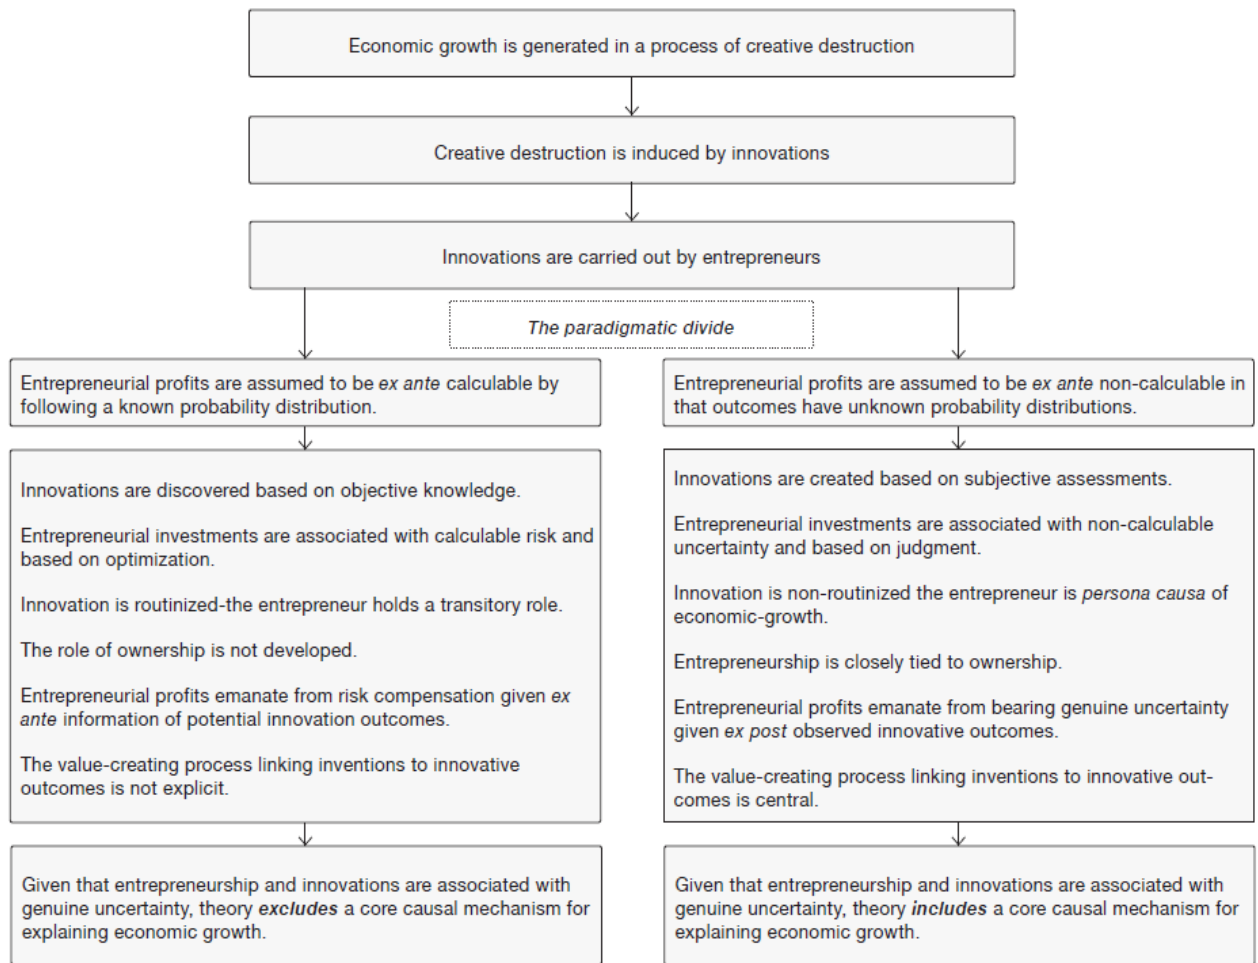 Economic growth is generated in a process of creative destruction
Creative destruction is induced by innovations
Innovations are carried out by entrepreneurs
The paradigmatic divide
Entrepreneurial profits are assumed to be ex ante calculable by
following a known probability distribution.
Innovations are discovered based on objective knowledge.
Entrepreneurial investments are associated with calculable risk and
based on optimization.
Innovation is routinized-the entrepreneur holds a transitory role.
The role of ownership is not developed.
Entrepreneurial profits emanate from risk compensation given ex
ante information of potential innovation outcomes.
The value-creating process linking inventions to innovative
outcomes is not explicit.
Given that entrepreneurship and innovations are associated with
genuine uncertainty, theory excludes a core causal mechanism for
explaining economic growth.
Entrepreneurial profits are assumed to be ex ante non-calculable in
that outcomes have unknown probability distributions.
Innovations are created based on subjective assessments.
Entrepreneurial investments are associated with non-calculable
uncertainty and based on judgment.
Innovation is non-routinized the entrepreneur is persona causa of
economic-growth.
Entrepreneurship is closely tied to ownership.
Entrepreneurial profits emanate from bearing genuine uncertainty
given ex post observed innovative outcomes.
The value-creating process linking inventions to innovative out-
comes is central.
Given that entrepreneurship and innovations are associated with
genuine uncertainty, theory includes a core causal mechanism for
explaining economic growth.